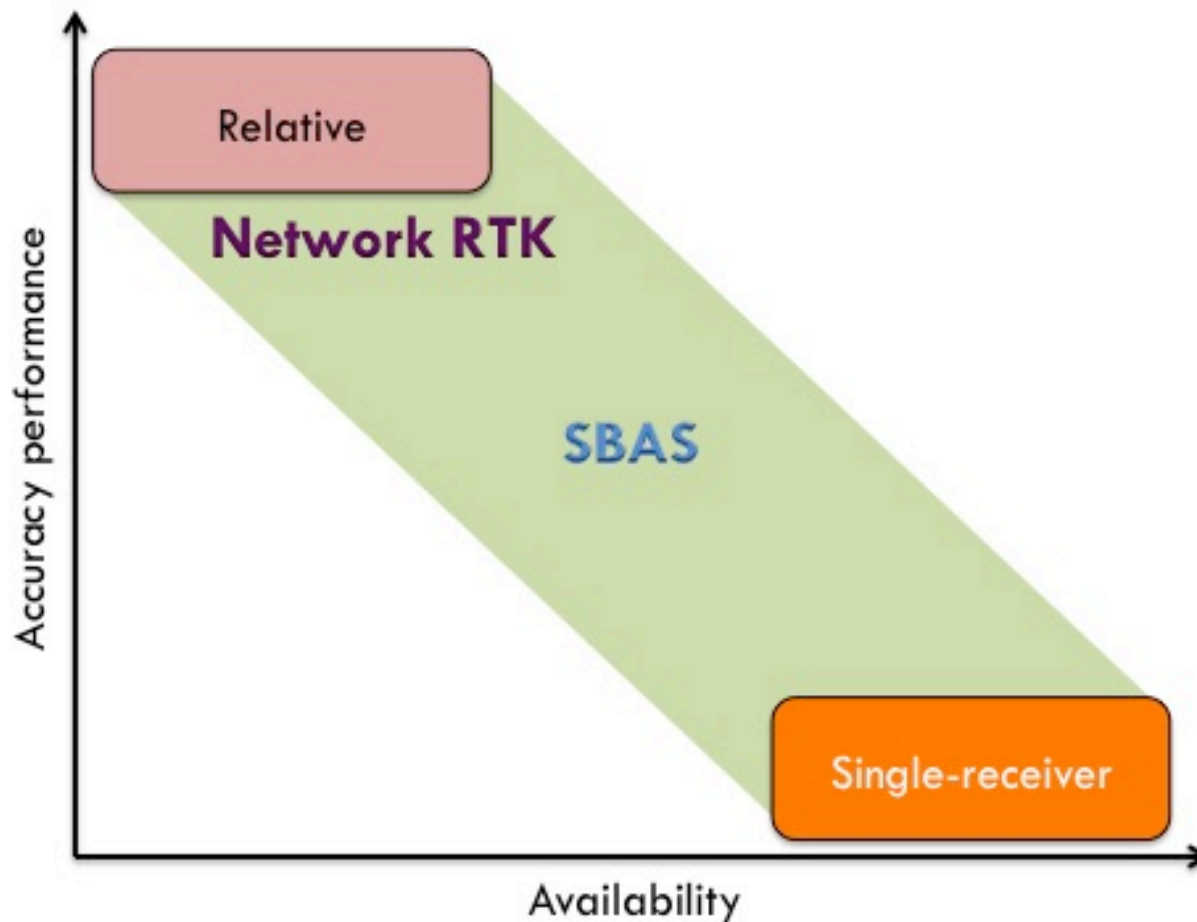 Relative
Network RTK
SBAS
Single-receiver
Accuracy performance
Availability